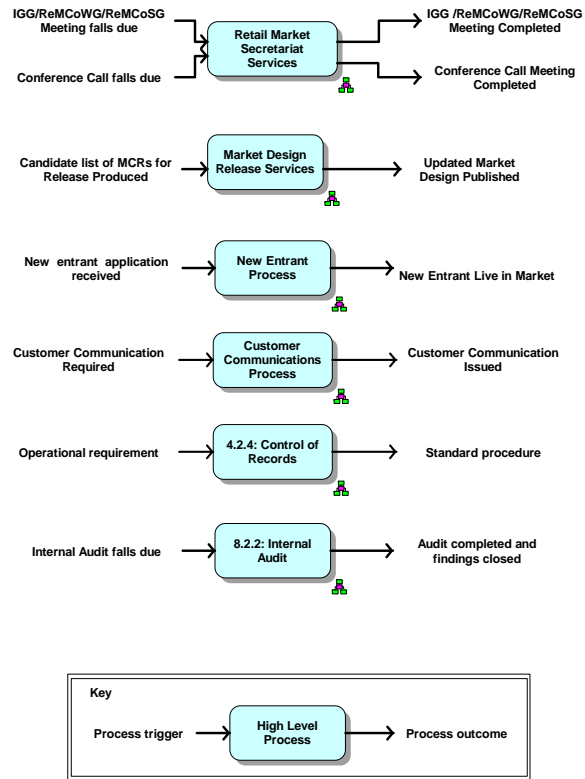 IGG/ReMCoWG/ReMCoSG
Meeting falls due
Conference Call falls due
Retail Market
Secretariat
Services
IGG /ReMCoWG/ReMCoSG
Meeting Completed
Conference Call Meeting
Completed
Candidate list of MCRs for
Release Produced
Market Design
Release Services
Updated Market
Design Published
New entrant application
received
New Entrant
Process
New Entrant Live in Market
Customer Communication
Required
Customer
Communications
Process
Customer Communication
Issued
Operational requirement
4.2.4: Control of
Records
Standard procedure
Internal Audit falls due
8.2.2: Internal
Audit
Audit completed and
findings closed
Key
Process trigger
High Level
Process
Process outcome